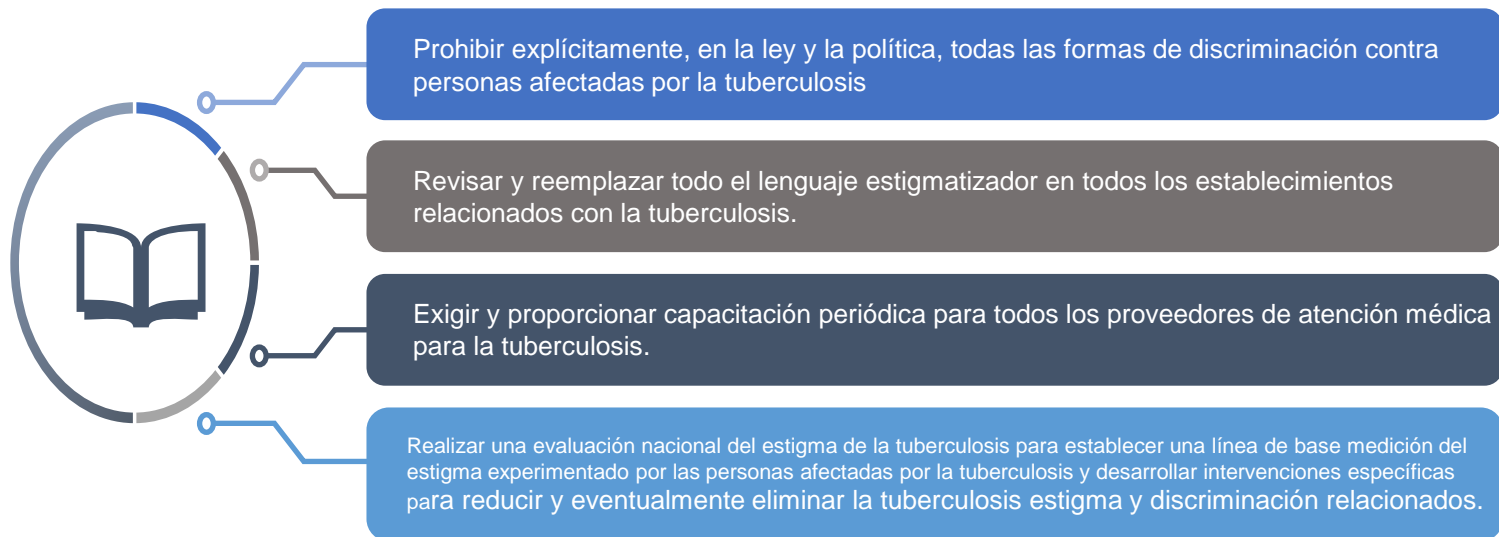 Prohibir explícitamente, en la ley y la política, todas las formas de discriminación contra
personas afectadas por la tuberculosis
Revisar y reemplazar todo el lenguaje estigmatizador en todos los establecimientos
relacionados con la tuberculosis.
Exigir y proporcionar capacitación periódica para todos los proveedores de atención médica
para la tuberculosis.
Realizar una evaluación nacional del estigma de la tuberculosis para establecer una línea de base medición del
estigma experimentado por las personas afectadas por la tuberculosis y desarrollar intervenciones específicas
para reducir y eventualmente eliminar la tuberculosis estigma y discriminación relacionados.